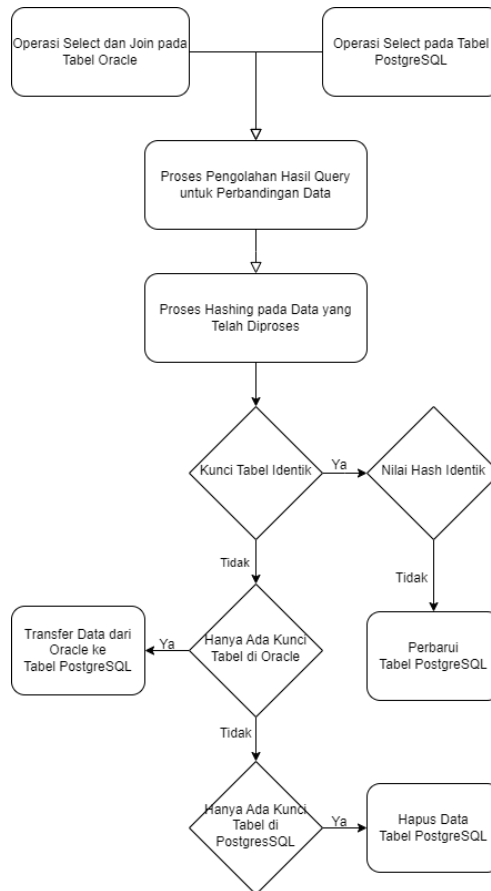 Operasi Select dan Join pada
Tabel Oracle
Operasi Select pada Tabel
PostgreSQL
Proses Pengolahan Hasil Query
untuk Perbandingan Data
Proses Hashing pada Data yang
Telah Diproses
Kunci Tabel Identik
Ya
Nilai Hash Identik
Tidak
Tidak
Transfer Data dari
Oracle ke
Tabel PostgreSQL
Ya
Hanya Ada Kunci
Tabel di Oracle
Perbarui
Tabel PostgreSQL
Tidak
Hanya Ada Kunci
Tabel di
PostgresSQL
Ya
Hapus Data
Tabel PostgreSQL